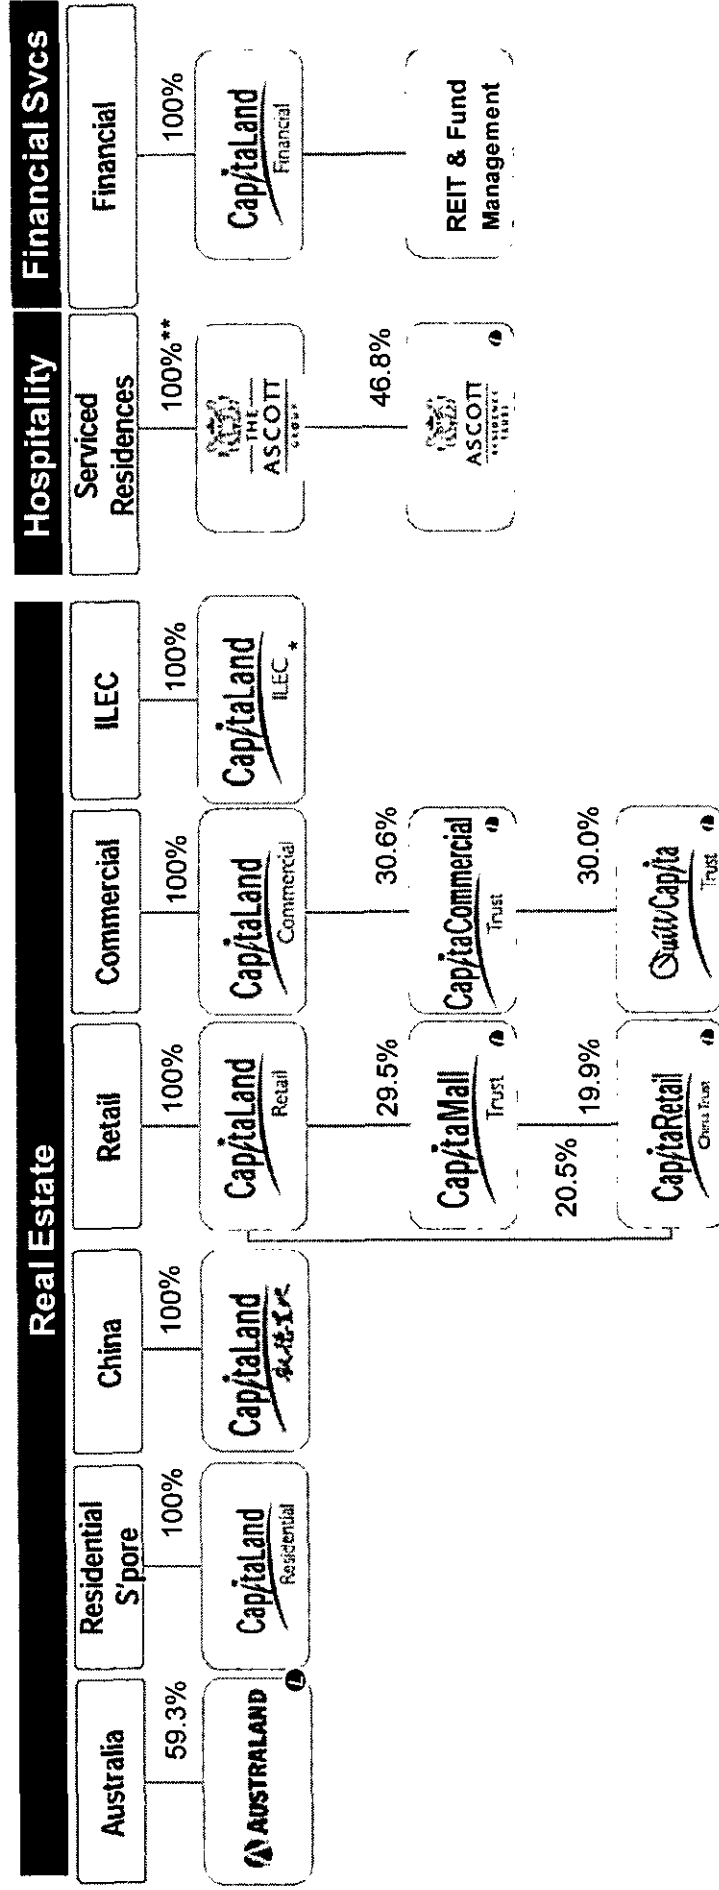 Real Estate
Hospitality
Financial Svcs
Australia
Residential
S'pore
China
Retail
Commercial
ILEC
Serviced
Residences
Financial
59.3%
100%
100%
100%
100%
100%
100%**
100%
AUSTRALAND
L
CapitaLand
Residential
CapitaLand
CapitaLand
Retail
CapitaLand
Commercial
CapitaLand
ILEC *
THE
ASCOTT
GROUP
CapitaLand
Financial
29.5%
30.6%
46.8%
CapitaMall
Trust
L
CapitaCommercial
Trust
L
ASCOTT
RESIDENCE
TRUST
L
REIT & Fund
Management
20.5%
19.9%
30.0%
CapitaRetail
China Trust
L
QuillCapita
Trust
L